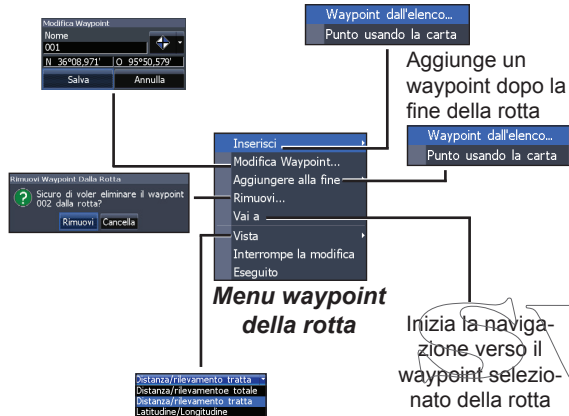 Modifica Waypoint
Nome
001
N 36°08,971' O 95°50,579'
Salva Annulla
Waypoint dall'elenco...
Punto usando la carta
Aggiunge un
waypoint dopo la
fine della rotta
Waypoint dall'elenco...
Punto usando la carta
Inserisci
Modifica Waypoint...
Aggiungere alla fine
Rimuovi...
Vai a
Vista
Interrompe la modifica
Eseguito
Rimuovi Waypoint Dalla Rotta
Sicuro di voler eliminare il waypoint
002 dalla rotta?
Rimuovi Cancella
Menu waypoint
della rotta
Inizia la naviga-
zione verso il
waypoint selezio-
nato della rotta
Distanza/rilevamento tratta
Distanza/rilevamentoe totale
Distanza/rilevamento tratta
Latitudine/Longitudine